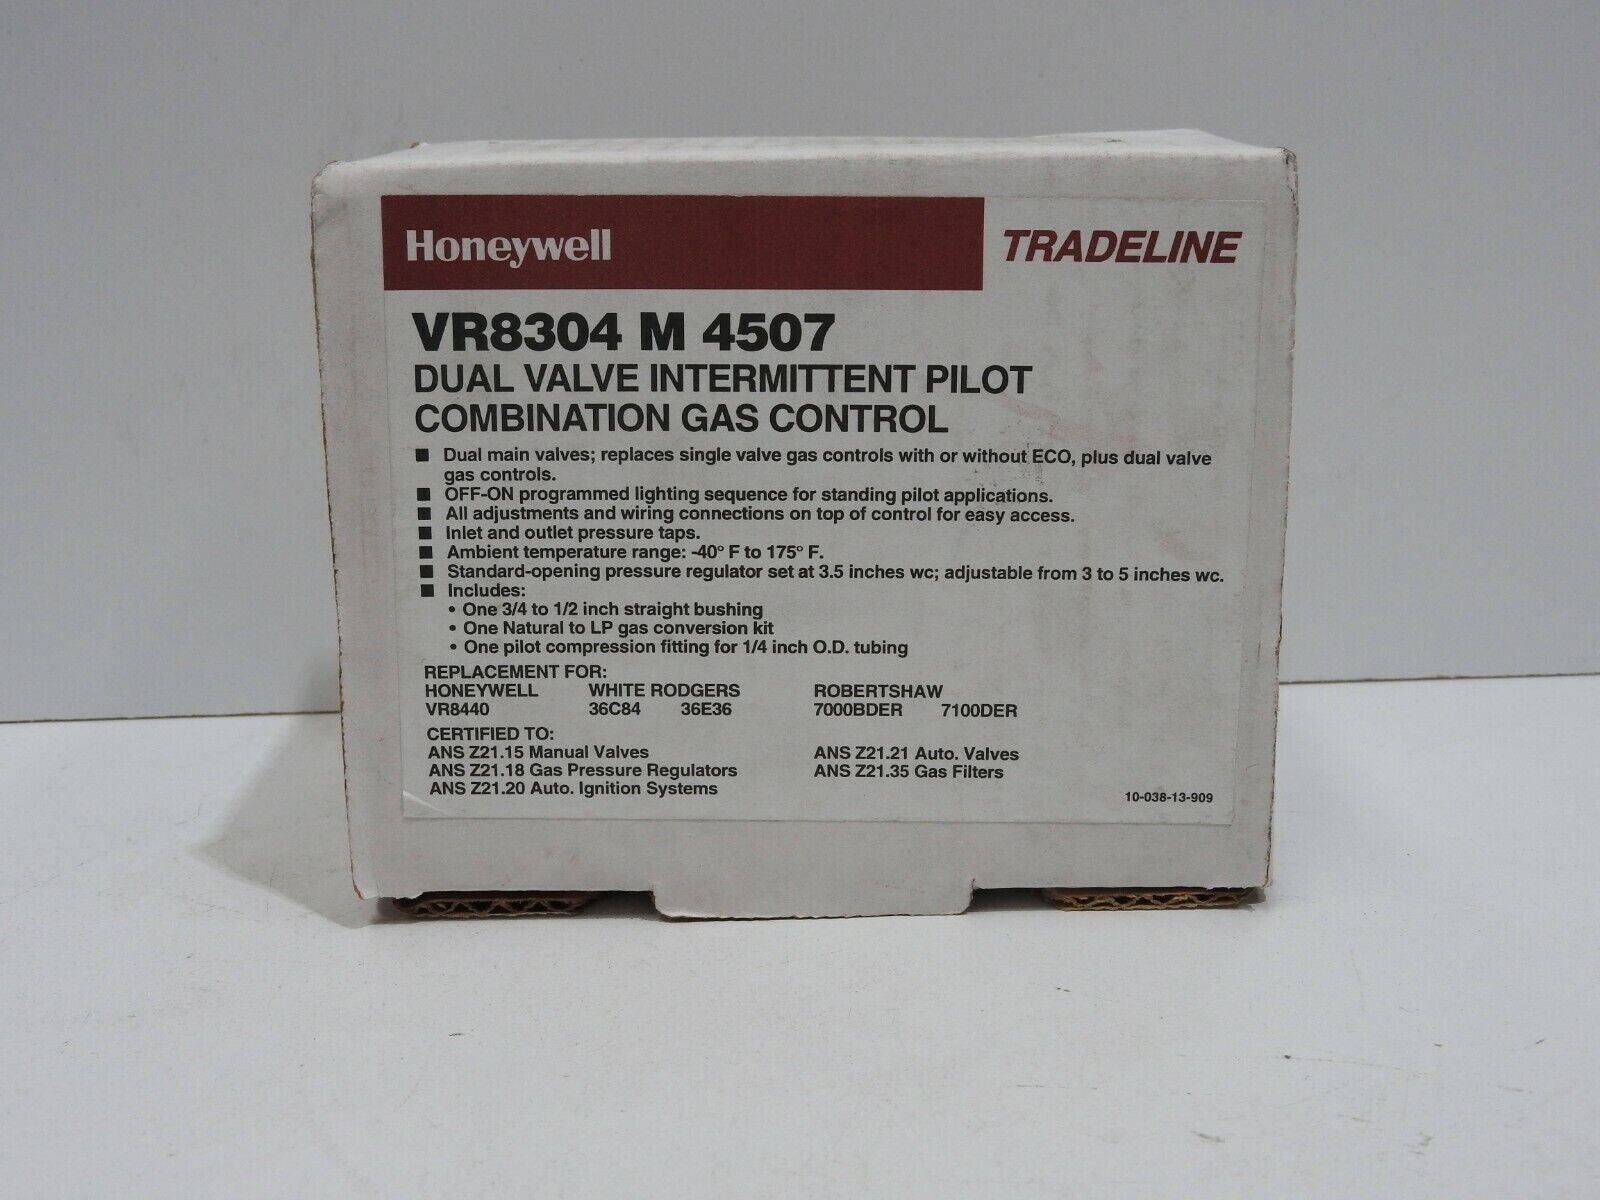 Honeywell TRADELINE
VR8304 M 4507
DUAL VALVE INTERMITTENT PILOT
COMBINATION GAS CONTROL
■ Dual main valves; replaces single valve gas controls with or without ECO, plus dual valve
gas controls.
■ OFF-ON programmed lighting sequence for standing pilot applications.
■ All adjustments and wiring connections on top of control for easy access.
■ Inlet and outlet pressure taps.
■ Ambient temperature range: -40° F to 175° F.
■ Standard-opening pressure regulator set at 3.5 inches wc; adjustable from 3 to 5 inches wc.
■ Includes:
• One 3/4 to 1/2 inch straight bushing
• One Natural to LP gas conversion kit
• One pilot compression fitting for 1/4 inch O.D. tubing
REPLACEMENT FOR:
HONEYWELL WHITE RODGERS ROBERTSHAW
VR8440 36C84 36E36 7000BDER 7100DER
CERTIFIED TO:
ANS Z21.15 Manual Valves ANS Z21.21 Auto. Valves
ANS Z21.18 Gas Pressure Regulators ANS Z21.35 Gas Filters
ANS Z21.20 Auto. Ignition Systems
10-038-13-909